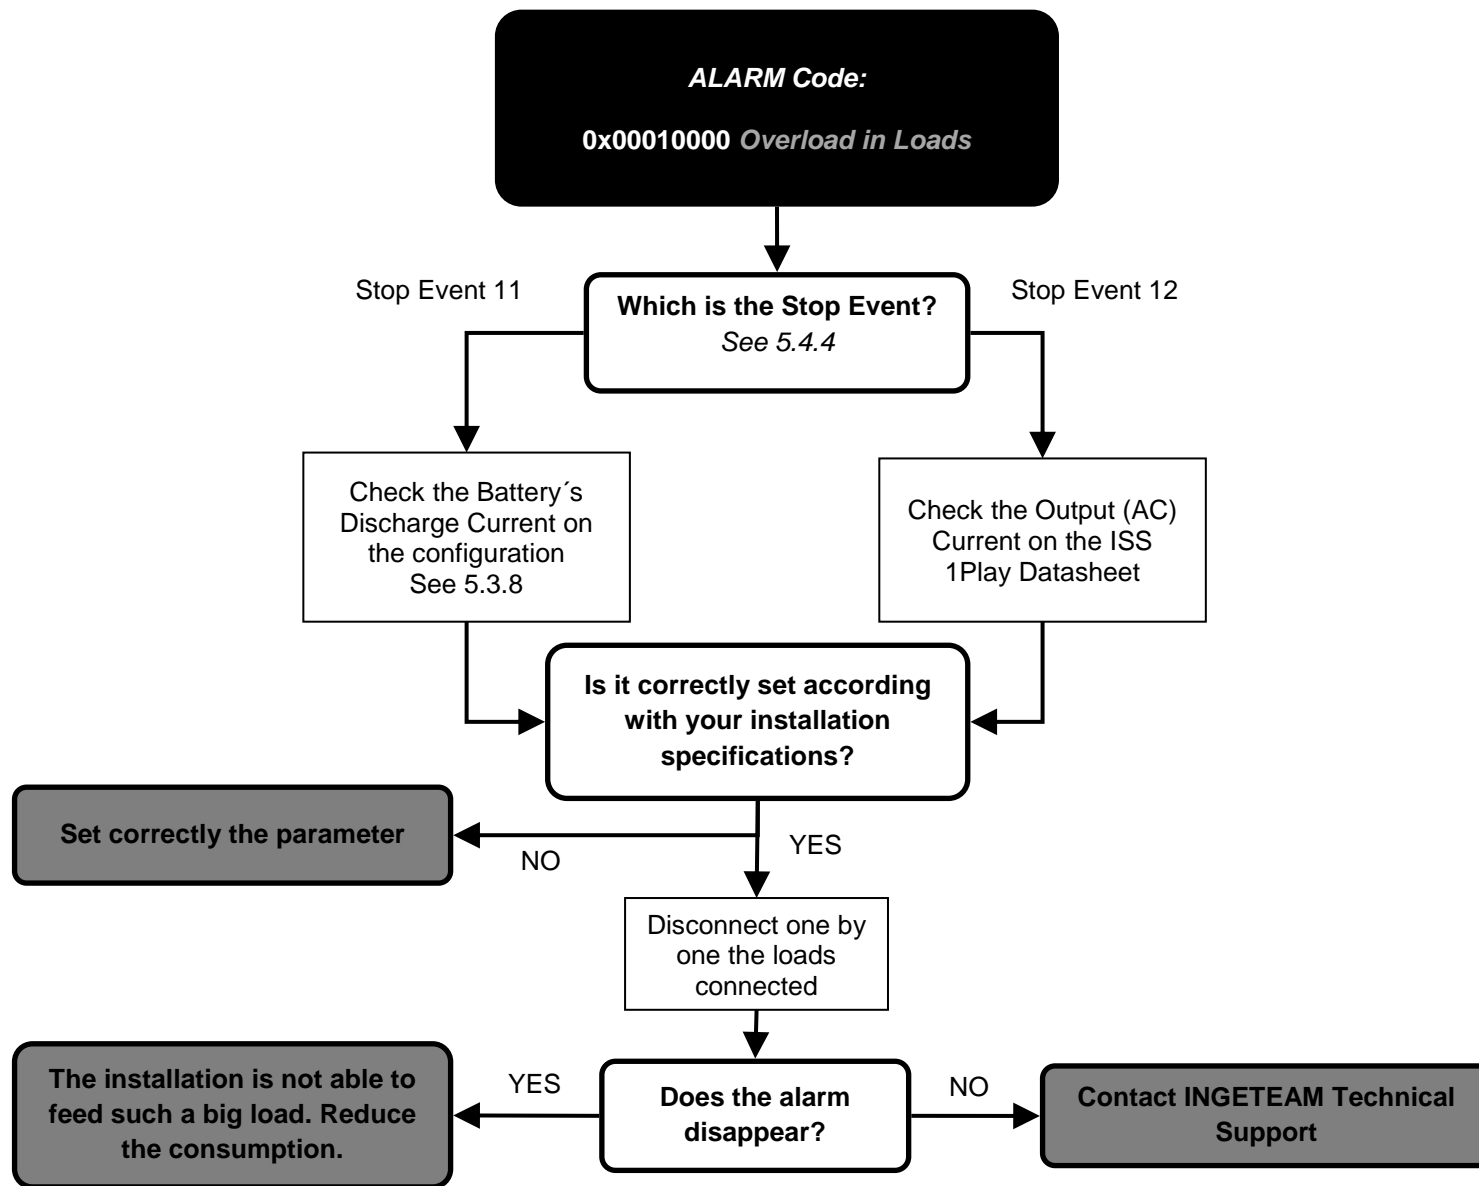 ALARM Code:
0x00010000 Overload in Loads
Stop Event 11
Which is the Stop Event?
See 5.4.4
Stop Event 12
Check the Battery´s
Discharge Current on
the configuration
See 5.3.8
Check the Output (AC)
Current on the ISS
1Play Datasheet
Is it correctly set according
with your installation
specifications?
Set correctly the parameter
NO
YES
Disconnect one by
one the loads
connected
The installation is not able to
feed such a big load. Reduce
the consumption.
YES
Does the alarm
disappear?
NO
Contact INGETEAM Technical
Support